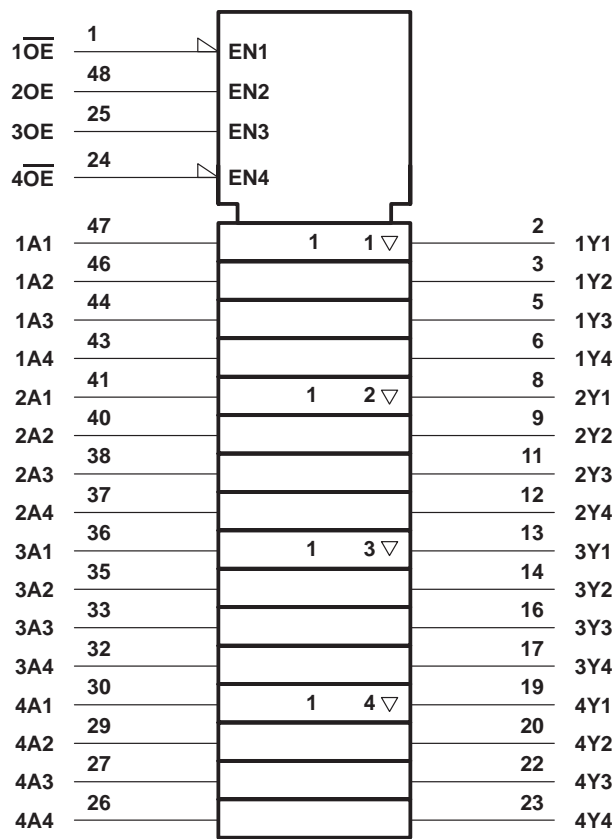 1O̅E̅ 1 EN1
2OE 48 EN2
3OE 25 EN3
4O̅E̅ 24 EN4
1A1 47 1 1 ▽ 2 1Y1
1A2 46 3 1Y2
1A3 44 5 1Y3
1A4 43 6 1Y4
2A1 41 1 2 ▽ 8 2Y1
2A2 40 9 2Y2
2A3 38 11 2Y3
2A4 37 12 2Y4
3A1 36 1 3 ▽ 13 3Y1
3A2 35 14 3Y2
3A3 33 16 3Y3
3A4 32 17 3Y4
4A1 30 1 4 ▽ 19 4Y1
4A2 29 20 4Y2
4A3 27 22 4Y3
4A4 26 23 4Y4